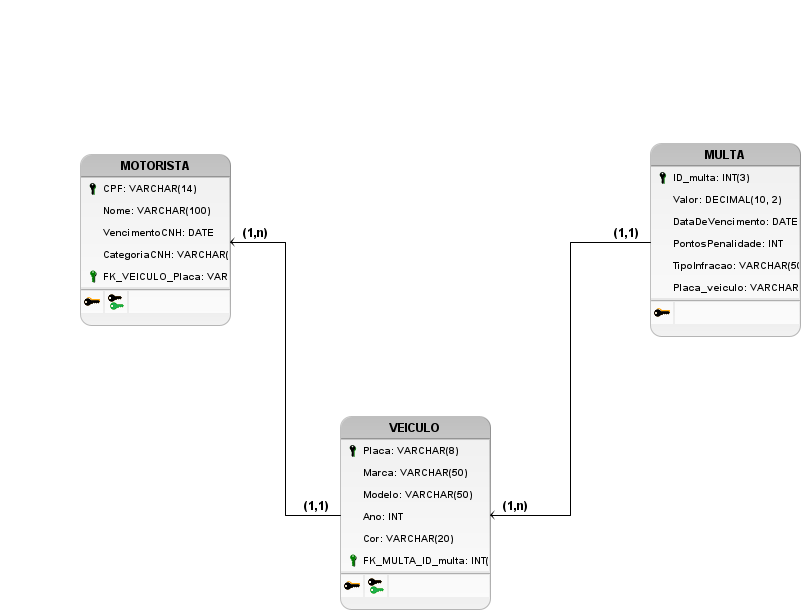 MOTORISTA
CPF: VARCHAR(14)
Nome: VARCHAR(100)
VencimentoCNH: DATE
CategoriaCNH: VARCHAR(
FK_VEICULO_Placa: VAR
(1,n)
(1,1)
MULTA
ID_multa: INT(3)
Valor: DECIMAL(10, 2)
DataDeVencimento: DATE
PontosPenalidade: INT
TipoInfracao: VARCHAR(50
Placa_veiculo: VARCHAR
(1,1)
(1,n)
VEICULO
Placa: VARCHAR(8)
Marca: VARCHAR(50)
Modelo: VARCHAR(50)
Ano: INT
Cor: VARCHAR(20)
FK_MULTA_ID_multa: INT(